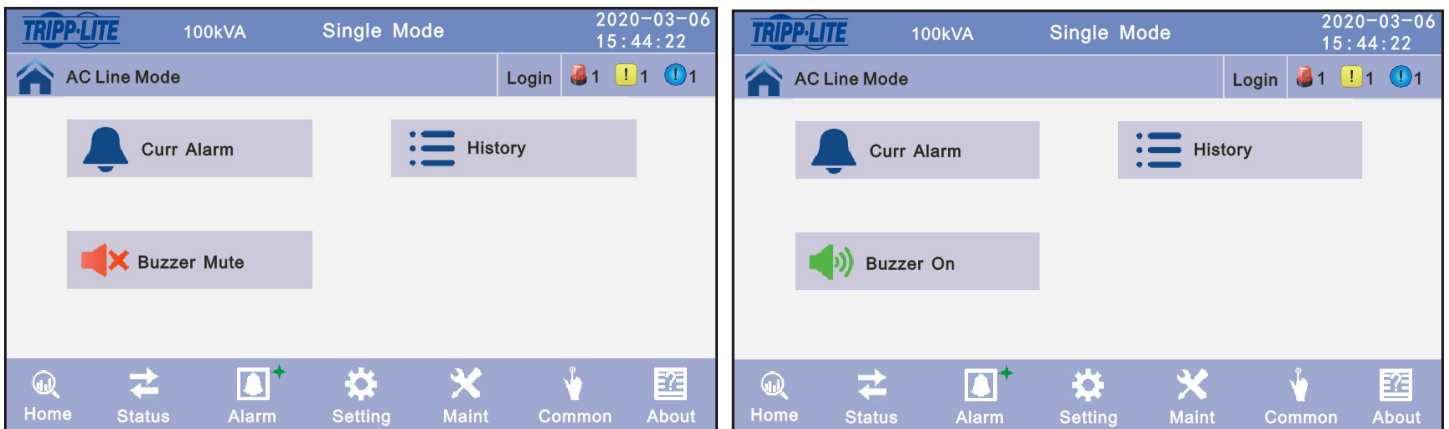 TRIPP·LITE 100kVA Single Mode 2020-03-06
15:44:22
AC Line Mode Login 1 ! 1 ! 1
Curr Alarm History
Buzzer Mute
Home Status Alarm Setting Maint Common About
TRIPP·LITE 100kVA Single Mode 2020-03-06
15:44:22
AC Line Mode Login 1 ! 1 ! 1
Curr Alarm History
Buzzer On
Home Status Alarm Setting Maint Common About